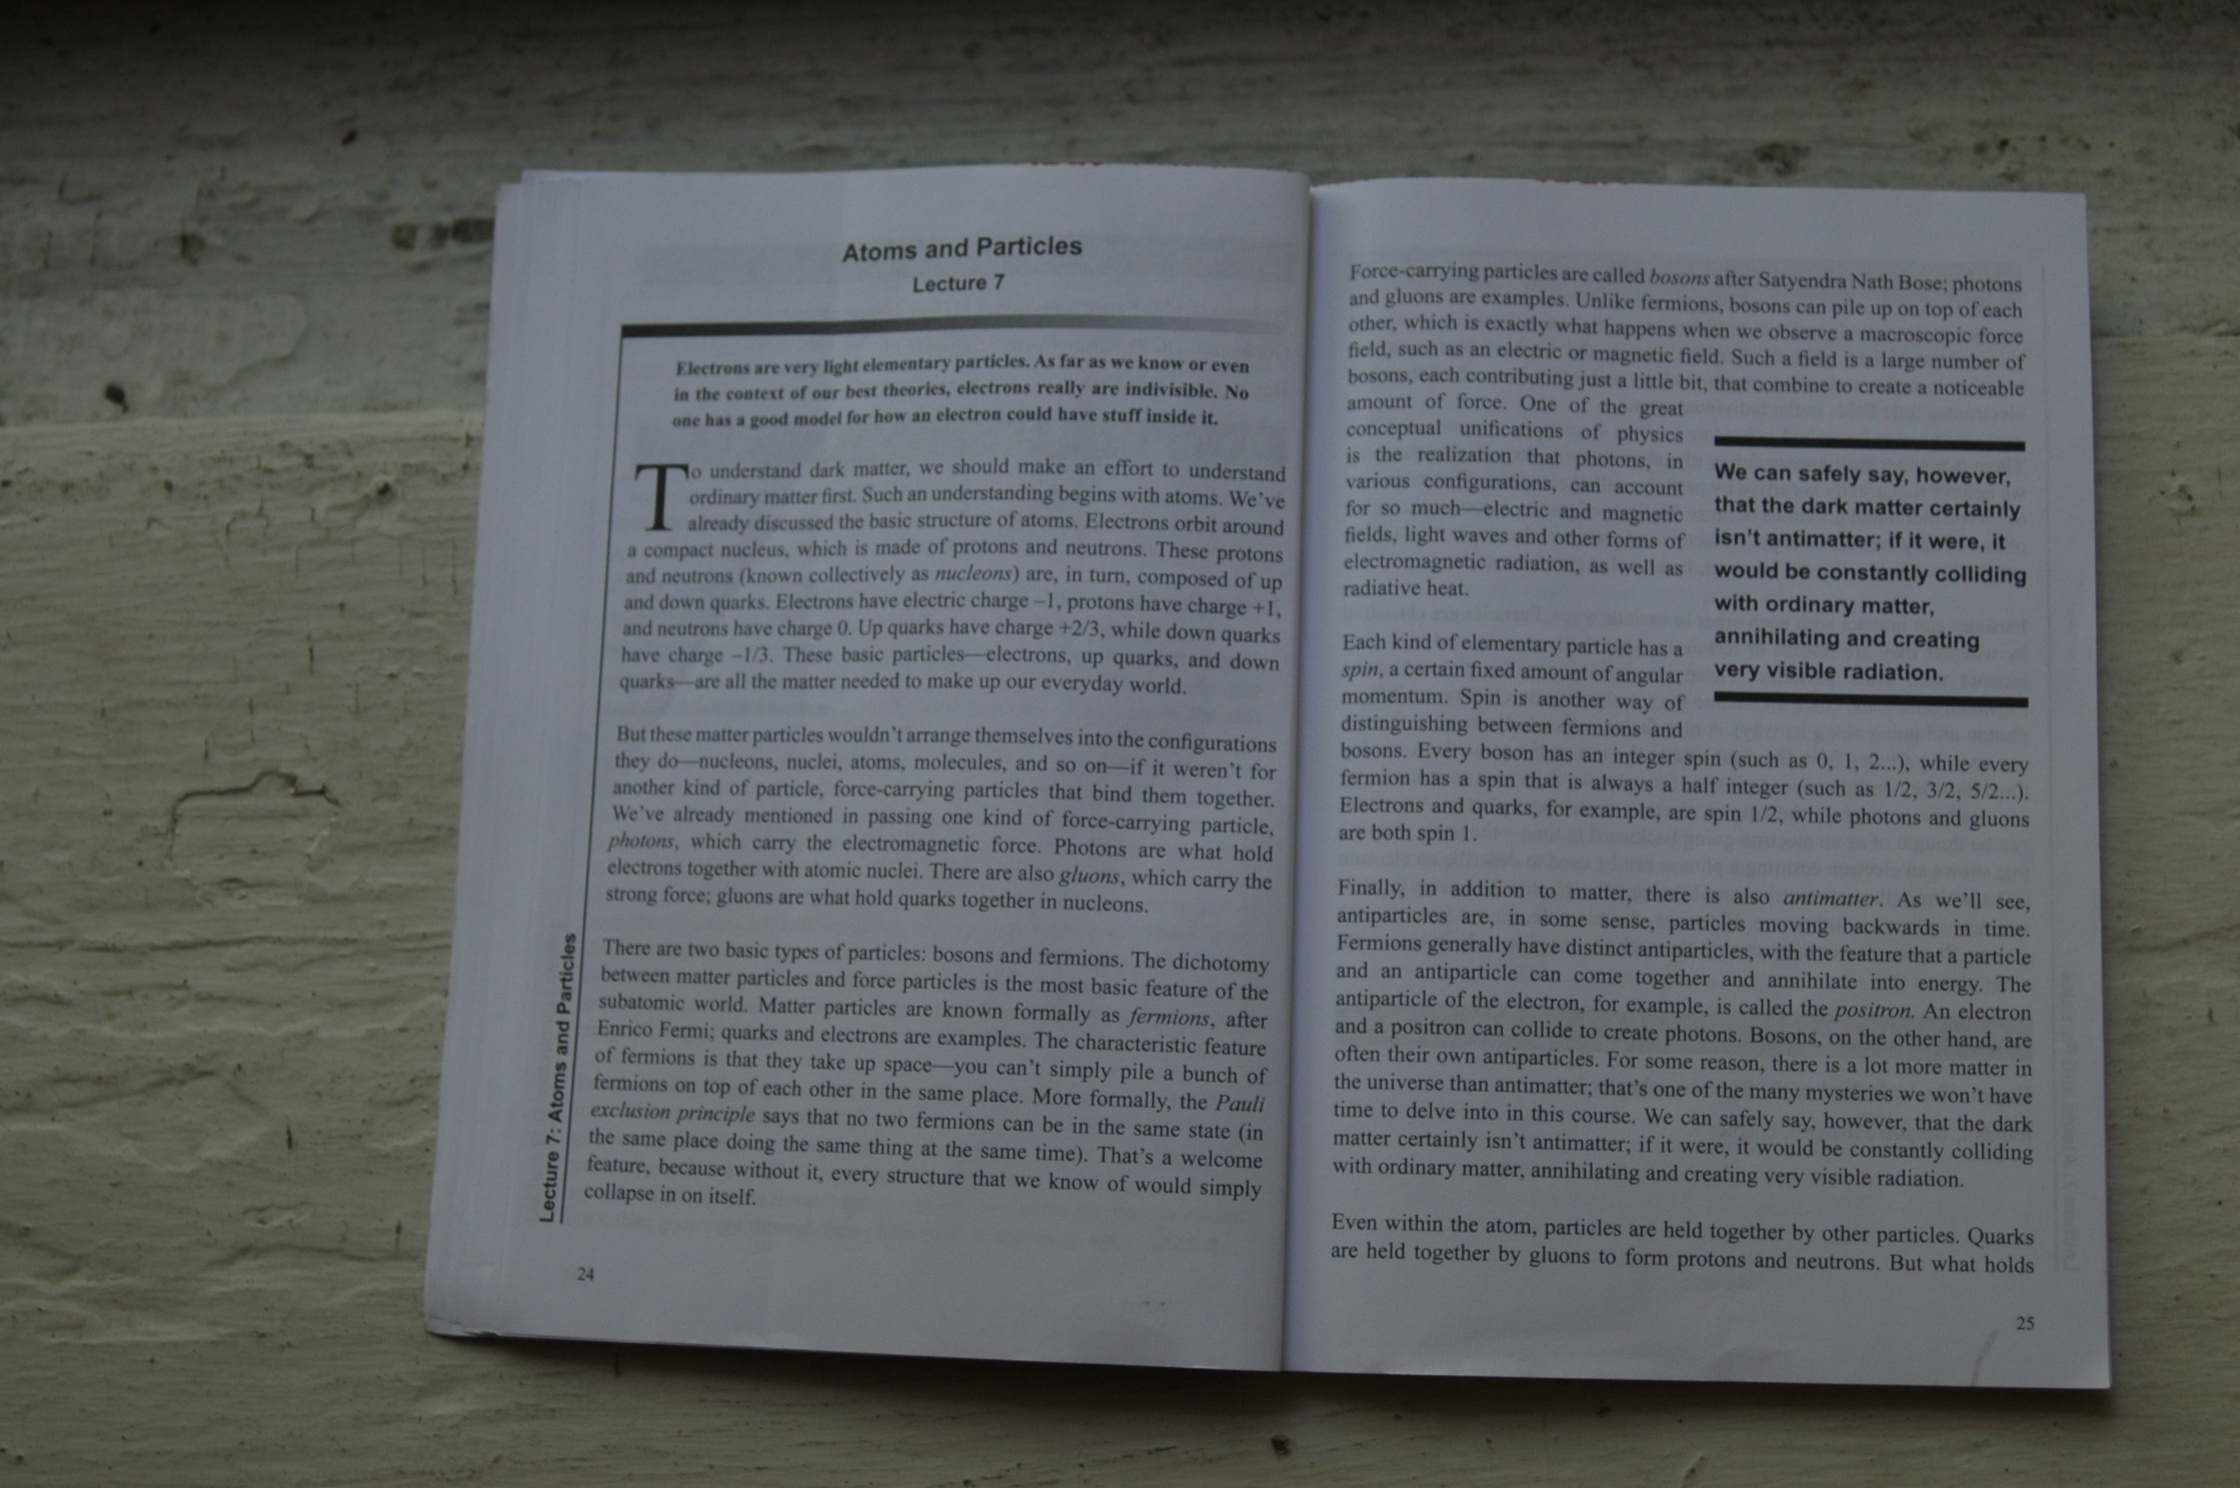 Atoms and Particles
Lecture 7
Electrons are very light elementary particles. As far as we know or even
in the context of our best theories, electrons really are indivisible. No
one has a good model for how an electron could have stuff inside it.
To understand dark matter, we should make an effort to understand
ordinary matter first. Such an understanding begins with atoms. We've
already discussed the basic structure of atoms. Electrons orbit around
a compact nucleus, which is made of protons and neutrons. These protons
and neutrons (known collectively as nucleons) are, in turn, composed of up
and down quarks. Electrons have electric charge –1, protons have charge +1,
and neutrons have charge 0. Up quarks have charge +2/3, while down quarks
have charge –1/3. These basic particles—electrons, up quarks, and down
quarks—are all the matter needed to make up our everyday world.
But these matter particles wouldn't arrange themselves into the configurations
they do—nucleons, nuclei, atoms, molecules, and so on—if it weren't for
another kind of particle, force-carrying particles that bind them together.
We've already mentioned in passing one kind of force-carrying particle,
photons, which carry the electromagnetic force. Photons are what hold
electrons together with atomic nuclei. There are also gluons, which carry the
strong force; gluons are what hold quarks together in nucleons.
There are two basic types of particles: bosons and fermions. The dichotomy
between matter particles and force particles is the most basic feature of the
subatomic world. Matter particles are known formally as fermions, after
Enrico Fermi; quarks and electrons are examples. The characteristic feature
of fermions is that they take up space—you can't simply pile a bunch of
fermions on top of each other in the same place. More formally, the Pauli
exclusion principle says that no two fermions can be in the same state (in
the same place doing the same thing at the same time). That's a welcome
feature, because without it, every structure that we know of would simply
collapse in on itself.
Lecture 7: Atoms and Particles
24
Force-carrying particles are called bosons after Satyendra Nath Bose; photons
and gluons are examples. Unlike fermions, bosons can pile up on top of each
other, which is exactly what happens when we observe a macroscopic force
field, such as an electric or magnetic field. Such a field is a large number of
bosons, each contributing just a little bit, that combine to create a noticeable
amount of force. One of the great
conceptual unifications of physics
is the realization that photons, in
various configurations, can account
for so much—electric and magnetic
fields, light waves and other forms of
electromagnetic radiation, as well as
radiative heat.
We can safely say, however,
that the dark matter certainly
isn't antimatter; if it were, it
would be constantly colliding
with ordinary matter,
annihilating and creating
very visible radiation.
Each kind of elementary particle has a
spin, a certain fixed amount of angular
momentum. Spin is another way of
distinguishing between fermions and
bosons. Every boson has an integer spin (such as 0, 1, 2...), while every
fermion has a spin that is always a half integer (such as 1/2, 3/2, 5/2...).
Electrons and quarks, for example, are spin 1/2, while photons and gluons
are both spin 1.
Finally, in addition to matter, there is also antimatter. As we'll see,
antiparticles are, in some sense, particles moving backwards in time.
Fermions generally have distinct antiparticles, with the feature that a particle
and an antiparticle can come together and annihilate into energy. The
antiparticle of the electron, for example, is called the positron. An electron
and a positron can collide to create photons. Bosons, on the other hand, are
often their own antiparticles. For some reason, there is a lot more matter in
the universe than antimatter; that's one of the many mysteries we won't have
time to delve into in this course. We can safely say, however, that the dark
matter certainly isn't antimatter; if it were, it would be constantly colliding
with ordinary matter, annihilating and creating very visible radiation.
Even within the atom, particles are held together by other particles. Quarks
are held together by gluons to form protons and neutrons. But what holds
25